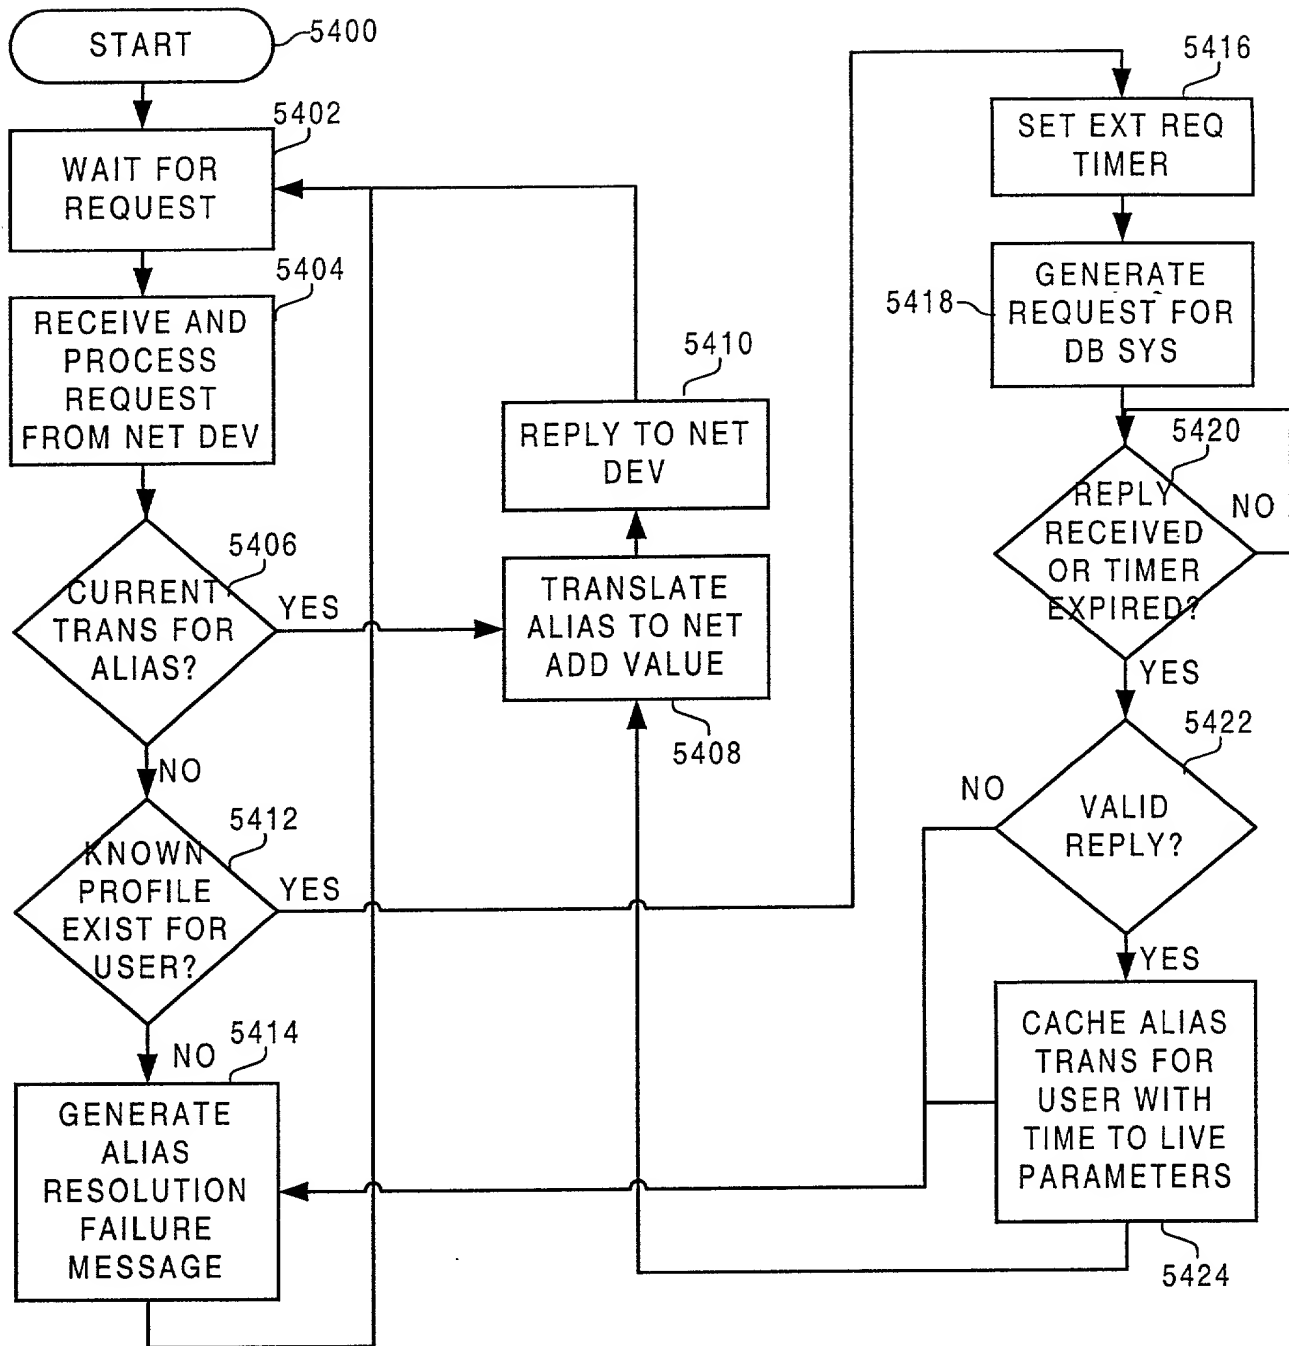 START
5400
5402
WAIT FOR
REQUEST
5404
RECEIVE AND
PROCESS
REQUEST
FROM NET DEV
5406
CURRENT
TRANS FOR
ALIAS?
YES
NO
5412
KNOWN
PROFILE
EXIST FOR
USER?
YES
NO
5414
GENERATE
ALIAS
RESOLUTION
FAILURE
MESSAGE
5410
REPLY TO NET
DEV
TRANSLATE
ALIAS TO NET
ADD VALUE
5408
5416
SET EXT REQ
TIMER
5418
GENERATE
REQUEST FOR
DB SYS
5420
REPLY
RECEIVED
OR TIMER
EXPIRED?
NO
YES
5422
VALID
REPLY?
NO
YES
CACHE ALIAS
TRANS FOR
USER WITH
TIME TO LIVE
PARAMETERS
5424